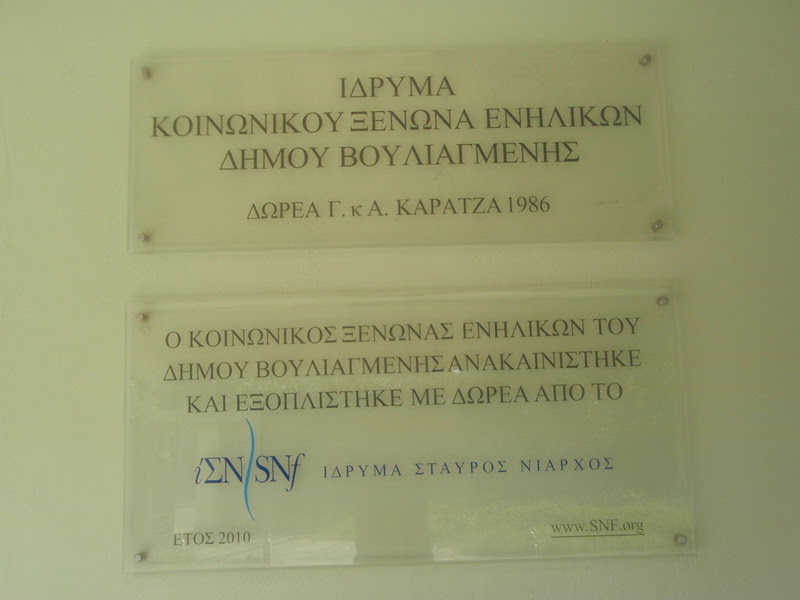 ΙΔΡΥΜΑ
ΚΟΙΝΩΝΙΚΟΥ ΞΕΝΩΝΑ ΕΝΗΛΙΚΩΝ
ΔΗΜΟΥ ΒΟΥΛΙΑΓΜΕΝΗΣ
ΔΩΡΕΑ Γ. κ Α. ΚΑΡΑΤΖΑ 1986
Ο ΚΟΙΝΩΝΙΚΟΣ ΞΕΝΩΝΑΣ ΕΝΗΛΙΚΩΝ ΤΟΥ
ΔΗΜΟΥ ΒΟΥΛΙΑΓΜΕΝΗΣ ΑΝΑΚΑΙΝΙΣΤΗΚΕ
ΚΑΙ ΕΞΟΠΛΙΣΤΗΚΕ ΜΕ ΔΩΡΕΑ ΑΠΟ ΤΟ
iΣΝ SNf ΙΔΡΥΜΑ ΣΤΑΥΡΟΣ ΝΙΑΡΧΟΣ
ΕΤΟΣ 2010 www.SNF.org